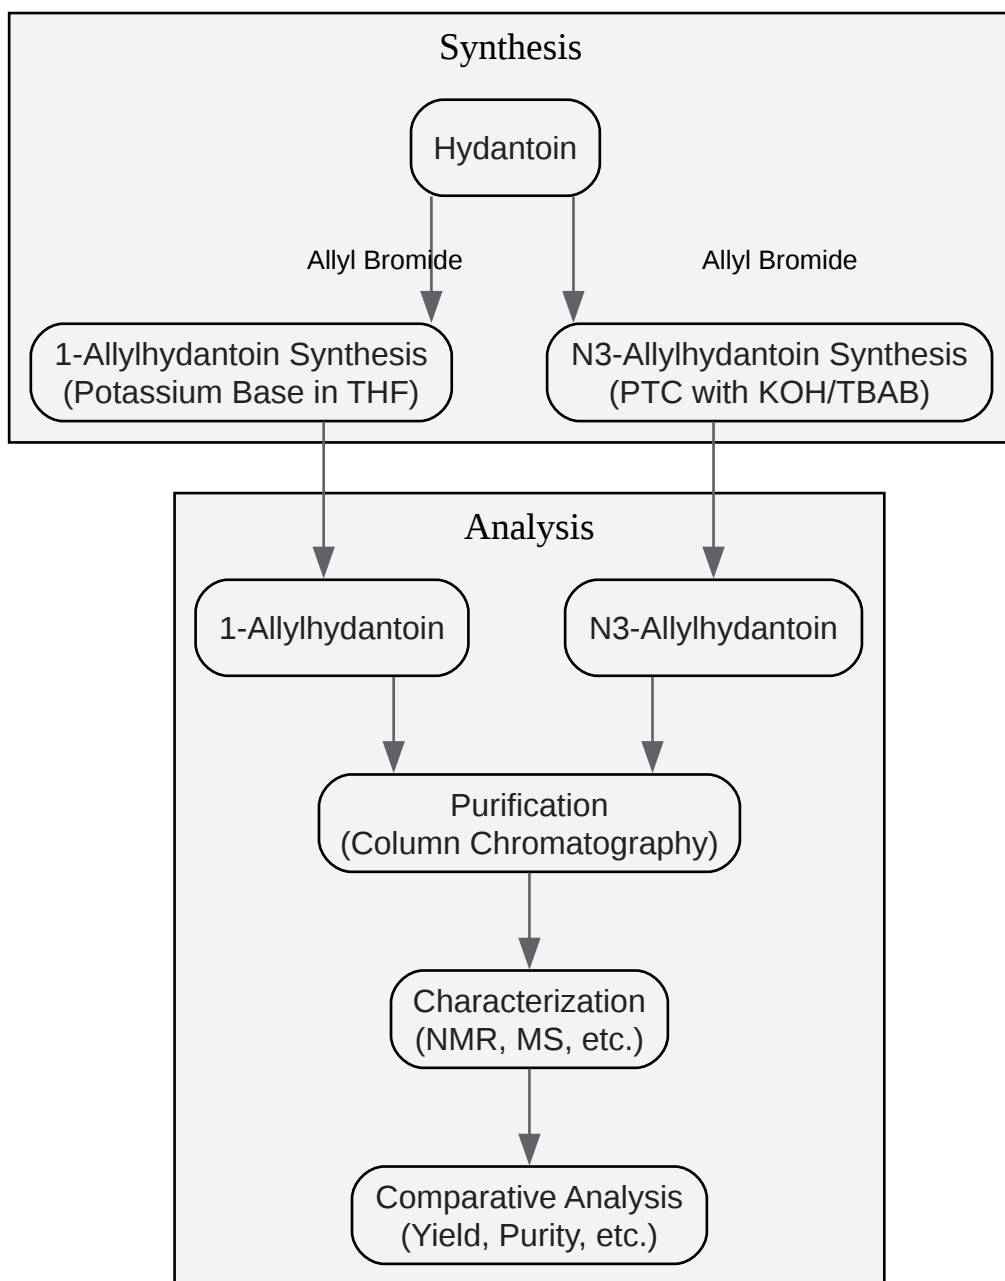 Synthesis
Hydantoin
Allyl Bromide
Allyl Bromide
1-Allylhydantoin Synthesis
(Potassium Base in THF)
N3-Allylhydantoin Synthesis
(PTC with KOH/TBAB)
Analysis
1-Allylhydantoin
N3-Allylhydantoin
Purification
(Column Chromatography)
Characterization
(NMR, MS, etc.)
Comparative Analysis
(Yield, Purity, etc.)